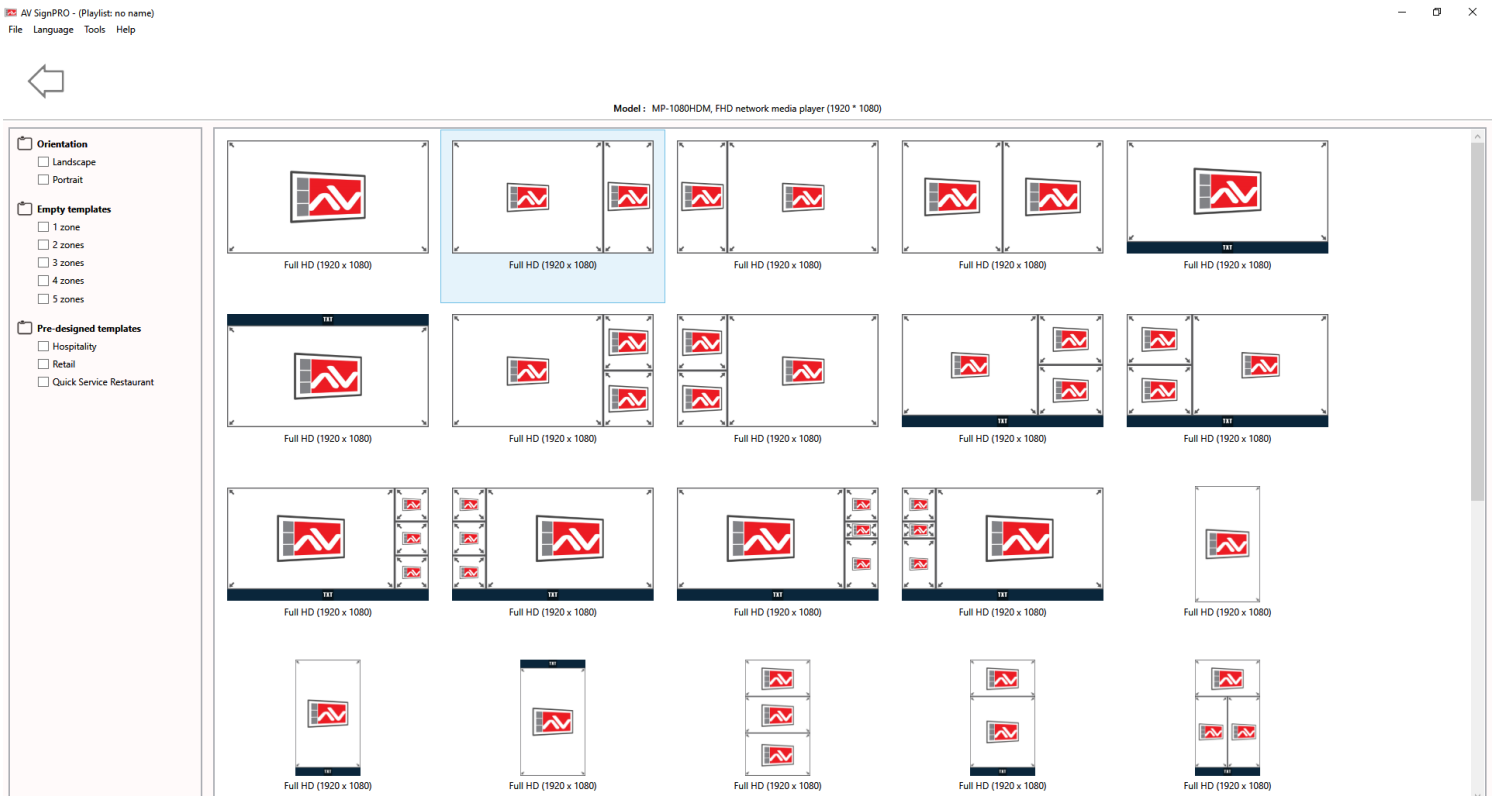 AV SignPRO - (Playlist: no name)
File Language Tools Help
Model : MP-1080HDM, FHD network media player (1920 * 1080)
Orientation
Landscape
Portrait
Empty templates
1 zone
2 zones
3 zones
4 zones
5 zones
Pre-designed templates
Hospitality
Retail
Quick Service Restaurant
TXT
Full HD (1920 x 1080) Full HD (1920 x 1080) Full HD (1920 x 1080) Full HD (1920 x 1080) Full HD (1920 x 1080)
TXT
TXT TXT
Full HD (1920 x 1080) Full HD (1920 x 1080) Full HD (1920 x 1080) Full HD (1920 x 1080) Full HD (1920 x 1080)
TXT TXT TXT TXT
Full HD (1920 x 1080) Full HD (1920 x 1080) Full HD (1920 x 1080) Full HD (1920 x 1080) Full HD (1920 x 1080)
TXT
TXT TXT TXT
Full HD (1920 x 1080) Full HD (1920 x 1080) Full HD (1920 x 1080) Full HD (1920 x 1080) Full HD (1920 x 1080)